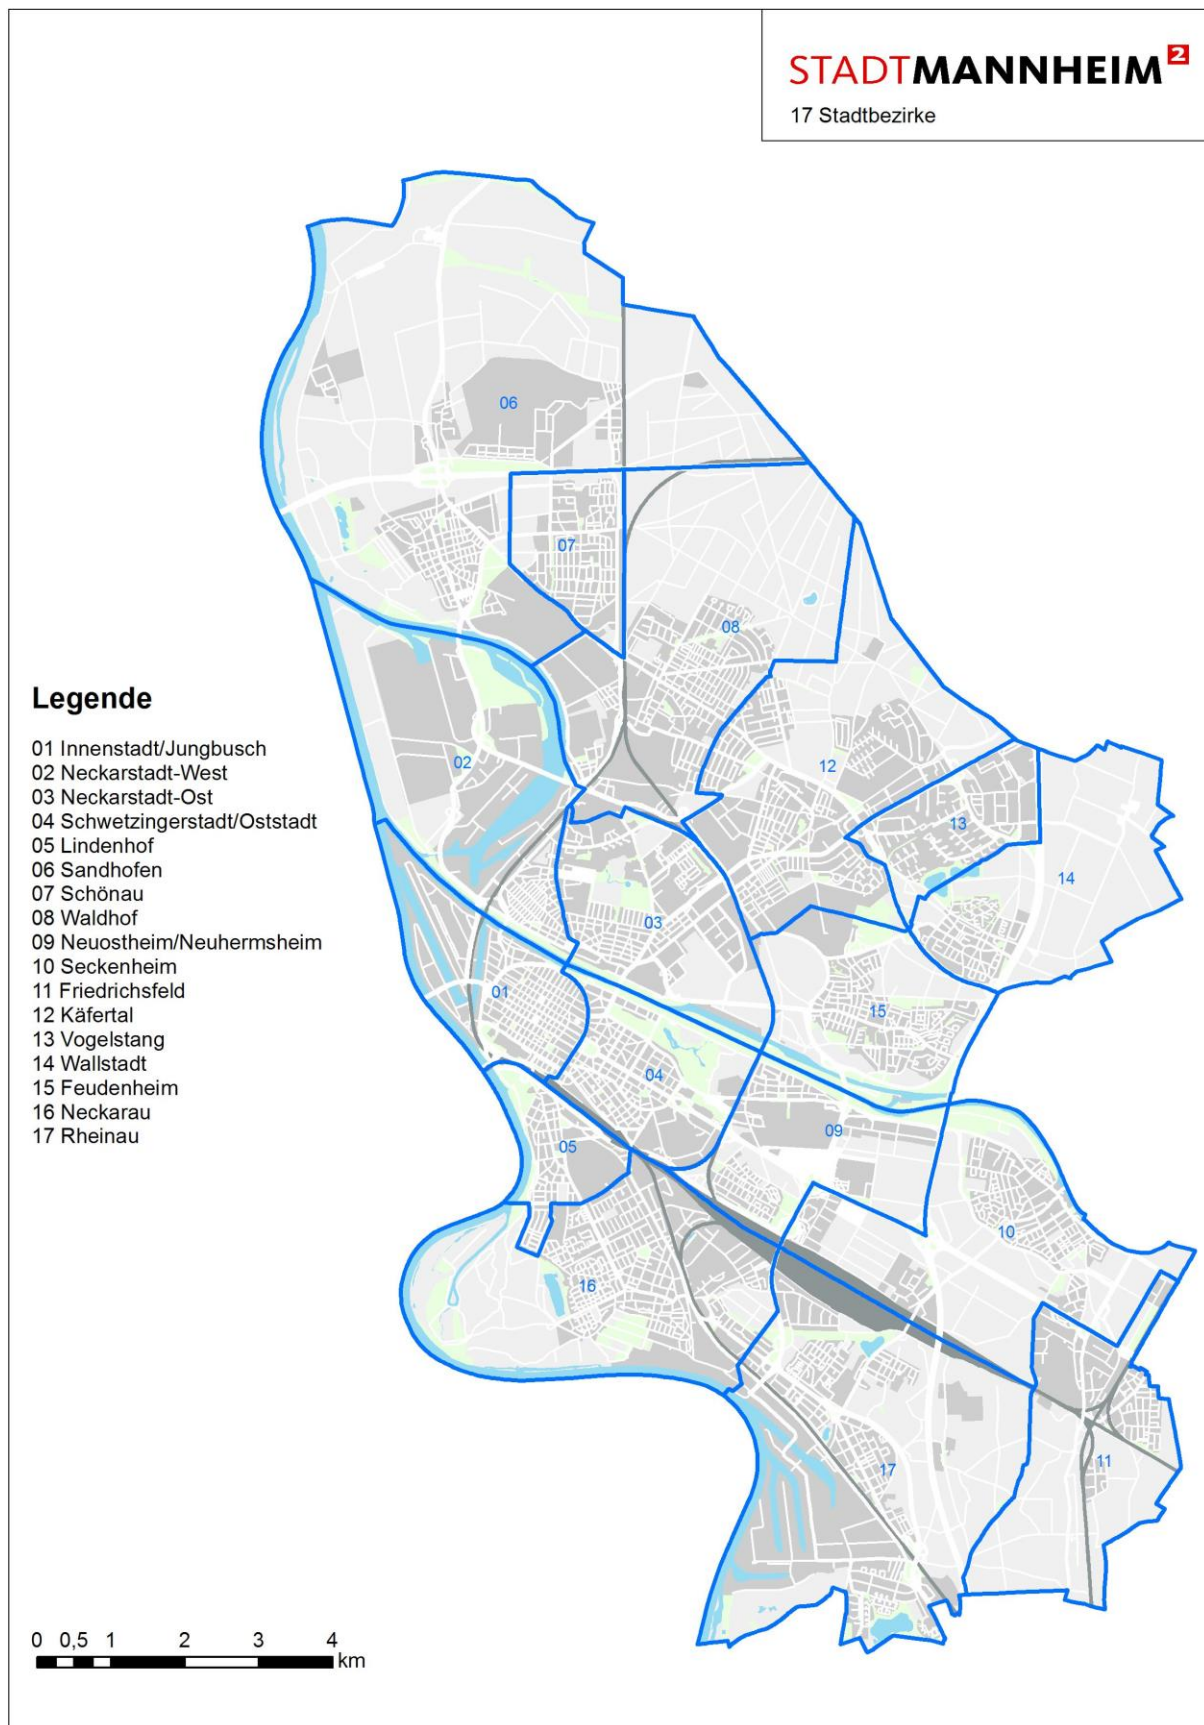 STADTMANNHEIM²
17 Stadtbezirke
06
07
08
Legende
01 Innenstadt/Jungbusch
02 Neckarstadt-West
03 Neckarstadt-Ost
04 Schwetzingerstadt/Oststadt
05 Lindenhof
06 Sandhofen
07 Schönau
08 Waldhof
09 Neuostheim/Neuhermsheim
10 Seckenheim
11 Friedrichsfeld
12 Käfertal
13 Vogelstang
14 Wallstadt
15 Feudenheim
16 Neckarau
17 Rheinau
02
12
13
14
03
01
15
04
09
05
10
16
11
17
0 0,5 1 2 3 4
km